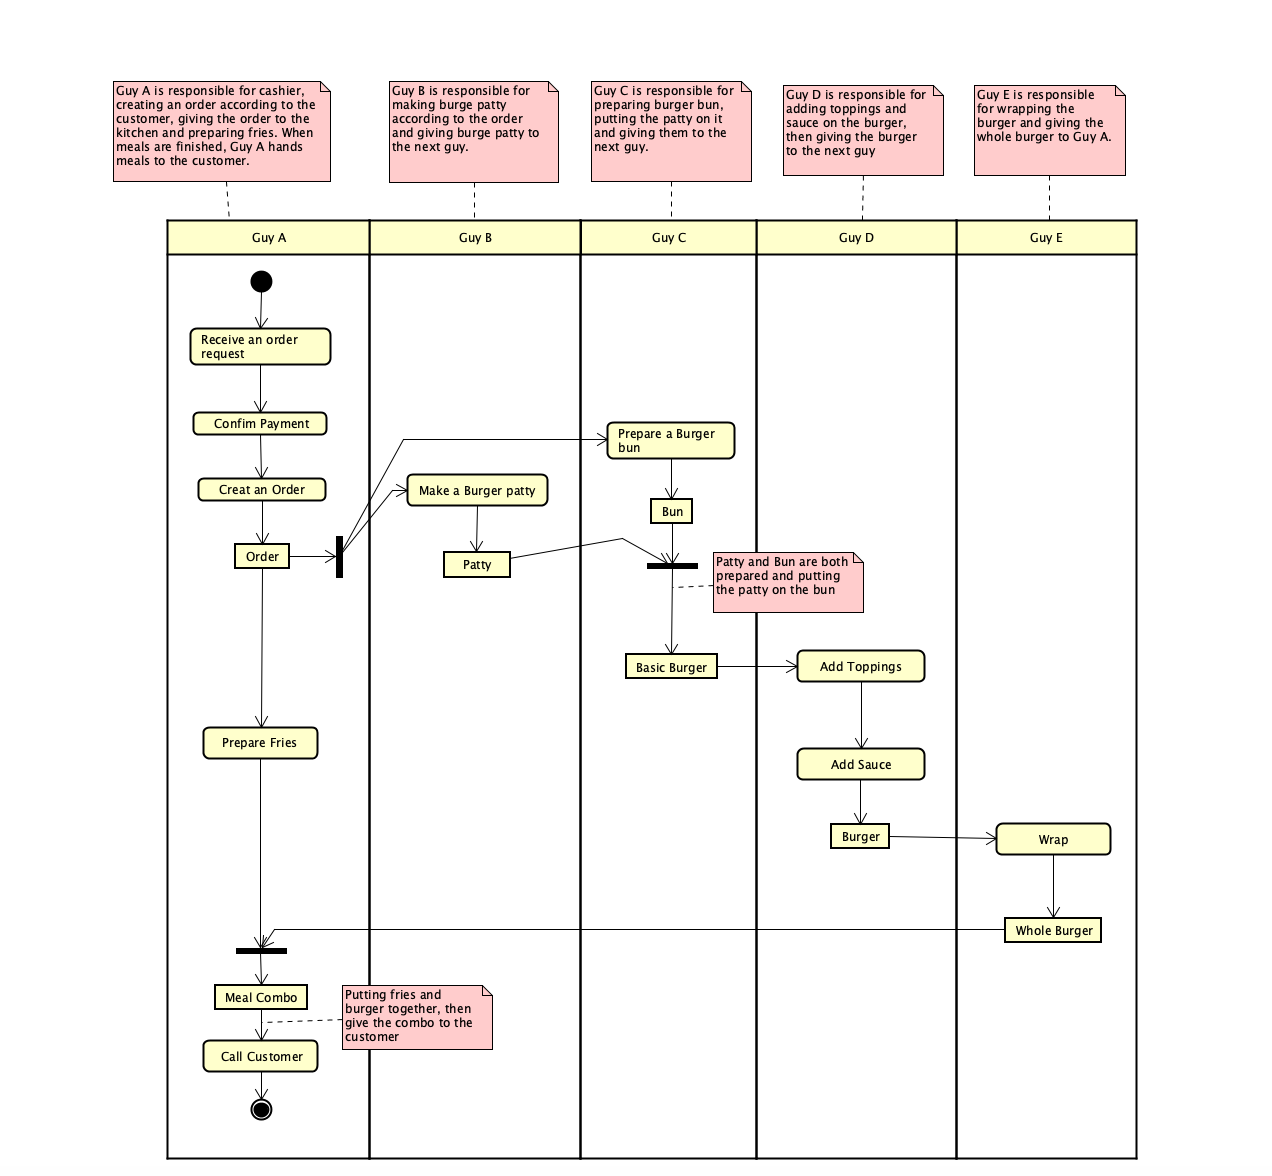 Guy A is responsible for cashier,
creating an order according to the
customer, giving the order to the
kitchen and preparing fries. When
meals are finished, Guy A hands
meals to the customer.
Guy B is responsible for
making burge patty
according to the order
and giving burge patty to
the next guy.
Guy C is responsible for
preparing burger bun,
putting the patty on it
and giving them to the
next guy.
Guy D is responsible for
adding toppings and
sauce on the burger,
then giving the burger
to the next guy
Guy E is responsible
for wrapping the
burger and giving the
whole burger to Guy A.
Guy A
Guy B
Guy C
Guy D
Guy E
Receive an order
request
Confim Payment
Creat an Order
Order
Make a Burger patty
Patty
Prepare a Burger
bun
Bun
Patty and Bun are both
prepared and putting
the patty on the bun
Basic Burger
Add Toppings
Prepare Fries
Add Sauce
Burger
Wrap
Whole Burger
Meal Combo
Putting fries and
burger together, then
give the combo to the
customer
Call Customer